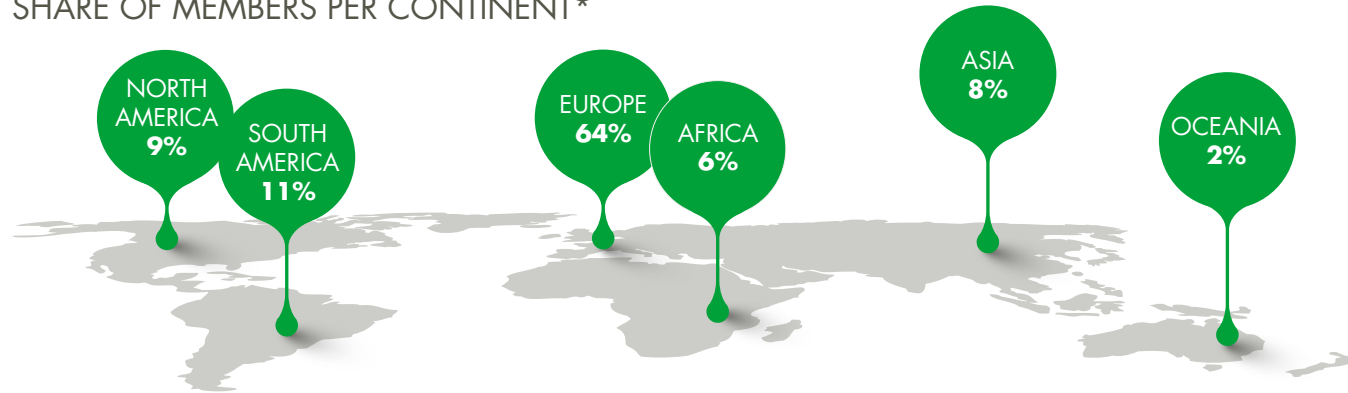 SHARE OF MEMBERS PER CONTINENT*
NORTH
AMERICA
9%
SOUTH
AMERICA
11%
EUROPE
64%
AFRICA
6%
ASIA
8%
OCEANIA
2%